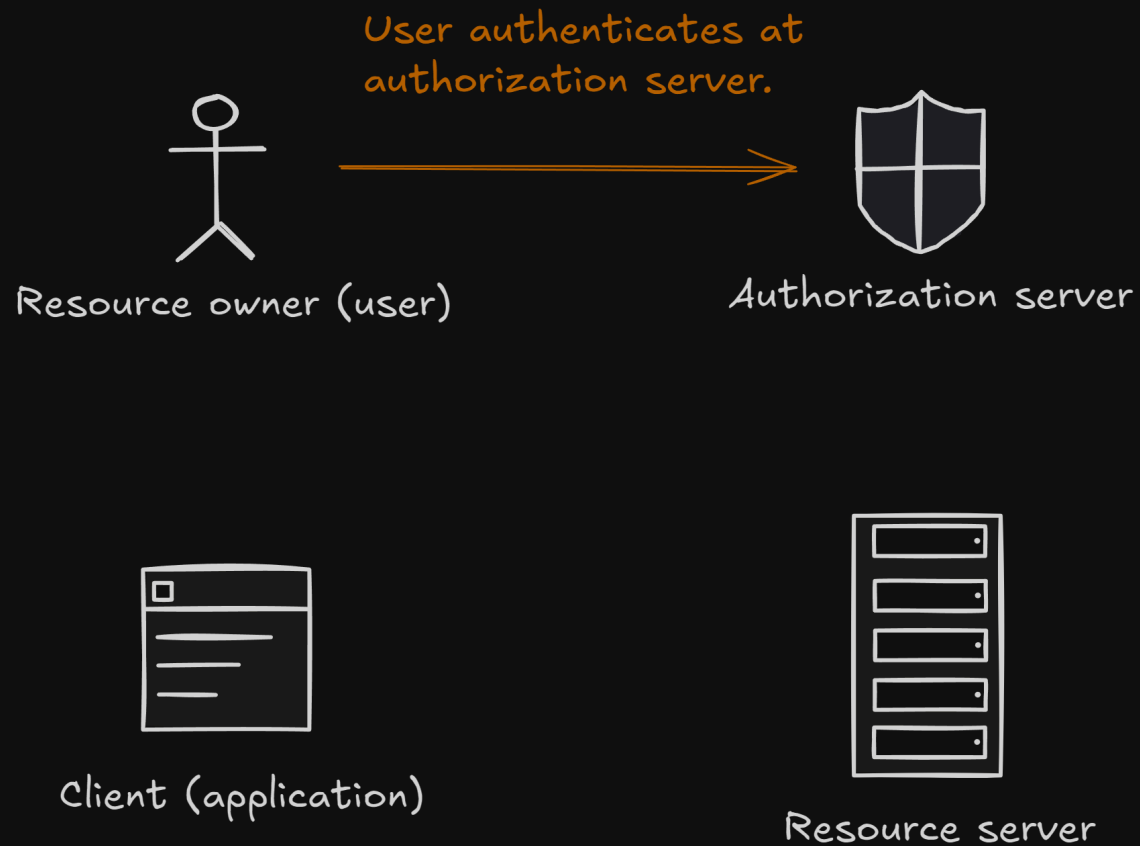 User authenticates at
authorization server.
Resource owner (user)
Authorization server
Client (application)
Resource server